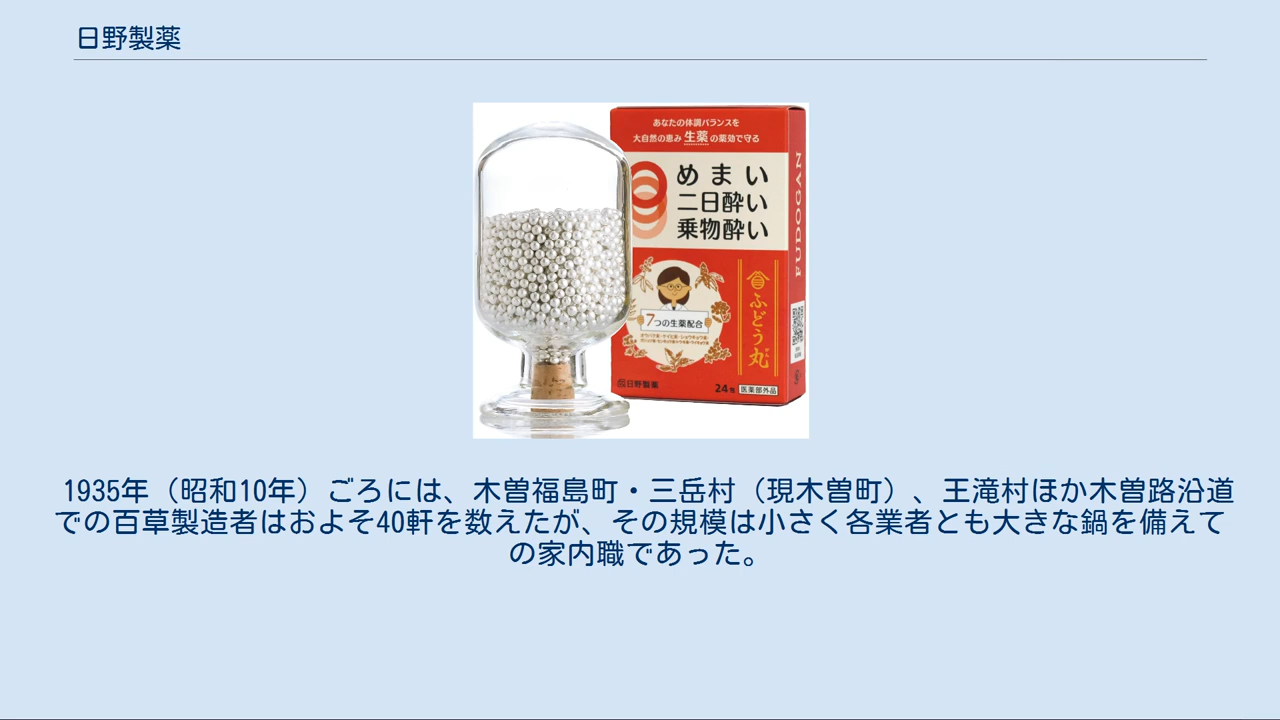 日野製薬
あなたの体調バランスを
大自然の恵み 生薬 の薬効で守る
めまい
二日酔い
乗物酔い
FUDOGAN
7つの生薬配合
ふどう丸
日野製薬
24包 医薬部外品
1935年（昭和10年）ごろには、木曽福島町・三岳村（現木曽町）、王滝村ほか木曽路沿道
での百草製造者はおよそ40軒を数えたが、その規模は小さく各業者とも大きな鍋を備えて
の家内職であった。